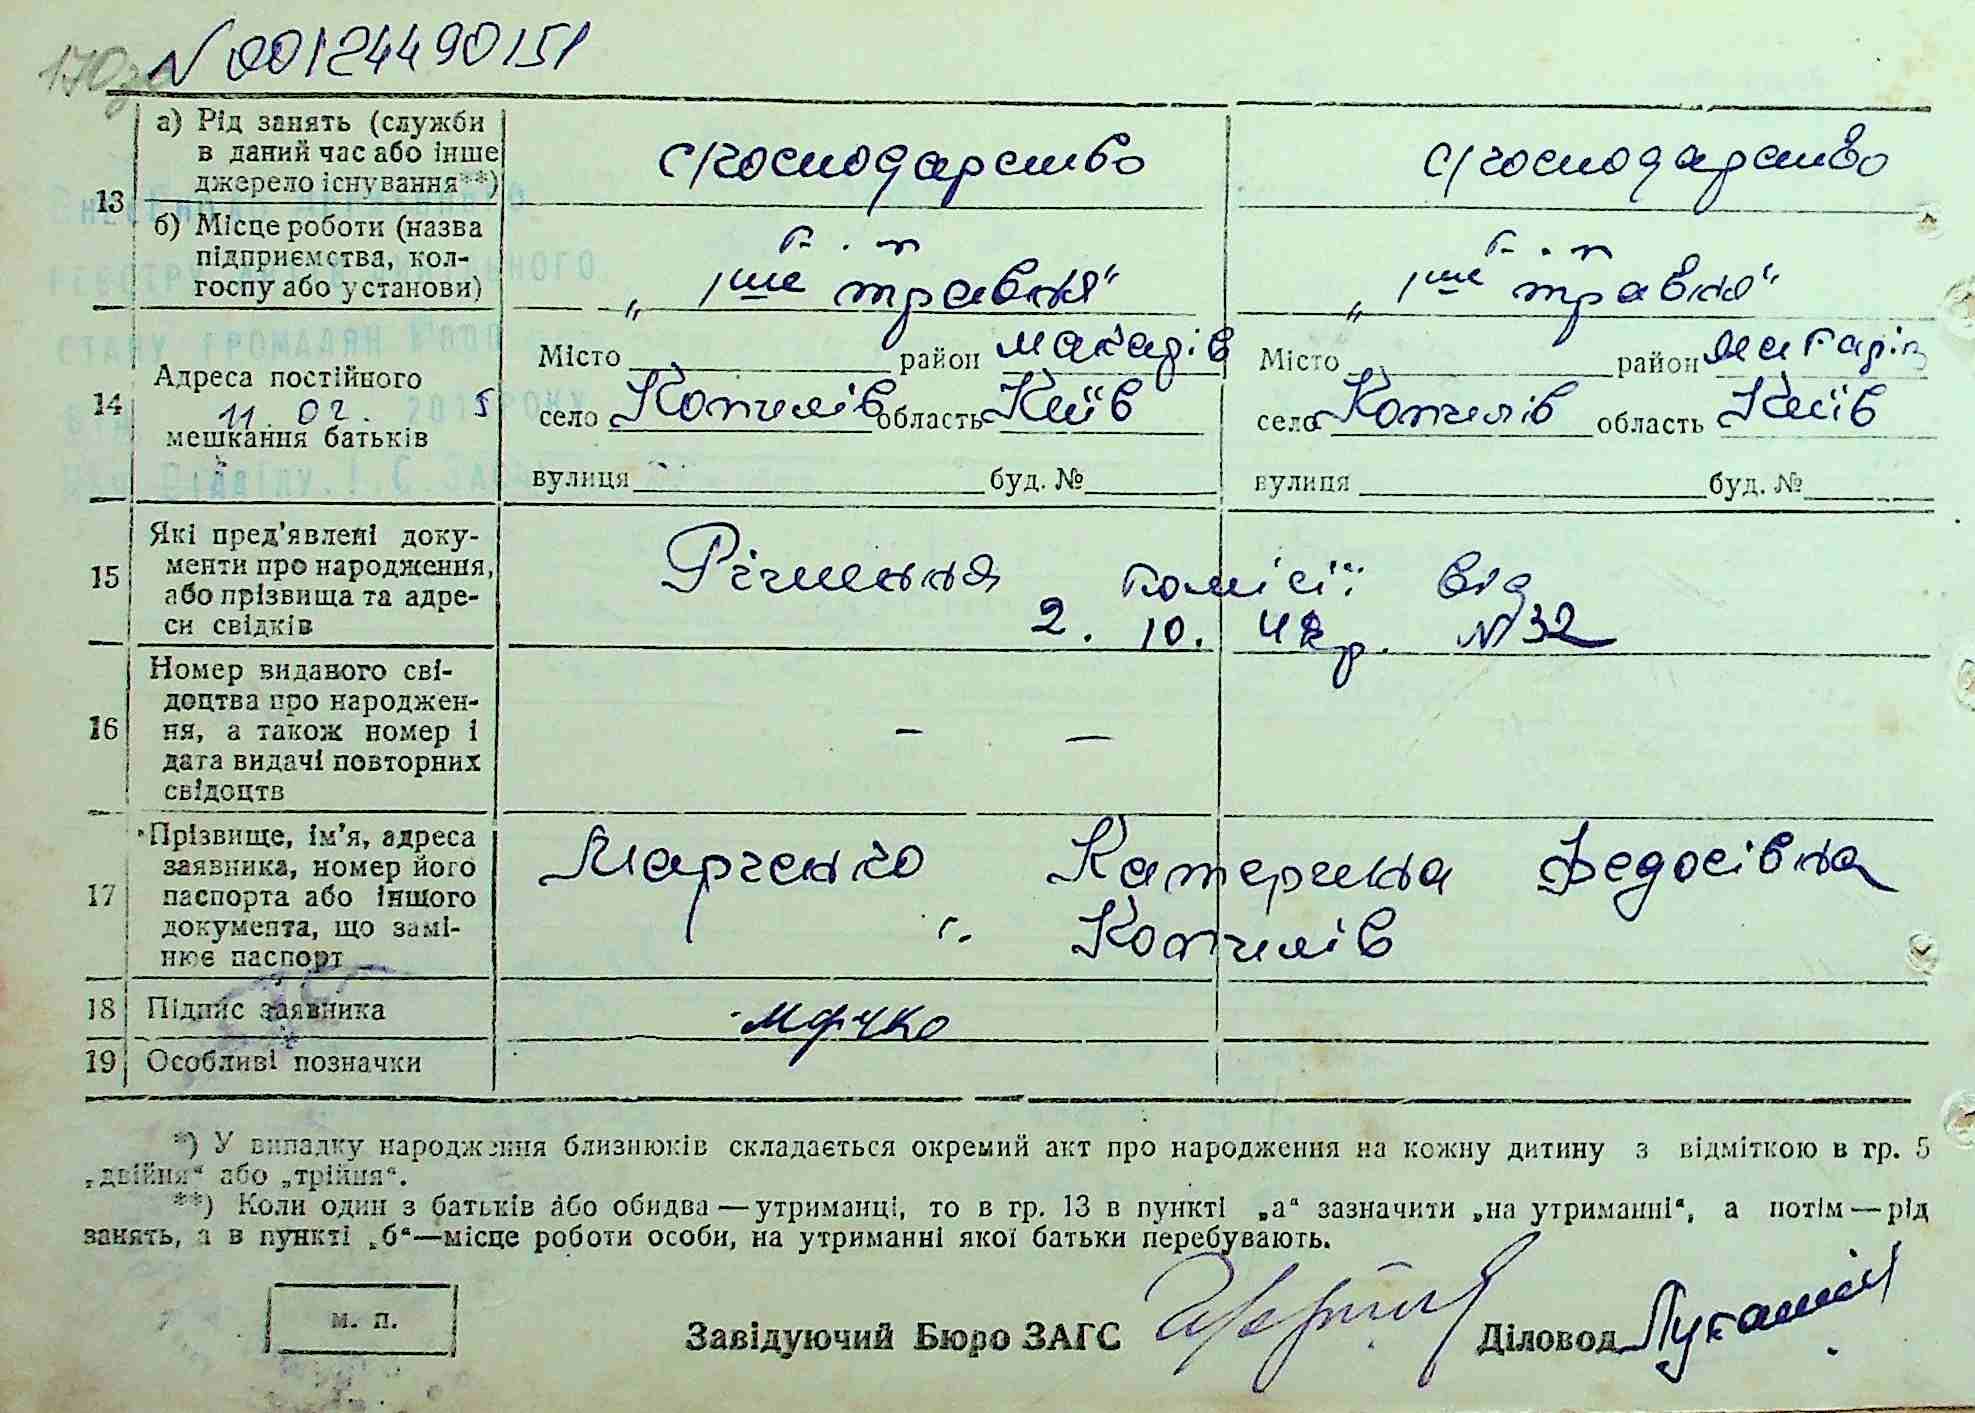 170зв
N 00124490151
13
а) Рід занять (служби в даний час або інше джерело існування**)
с/господарство
с/господарство
б) Місце роботи (назва підприємства, колгоспу або установи)
к. г.
„1ше травня“
к. г.
„1ше травня“
14
Адреса постійного мешкання батьків
11. 02. 2015 РОКУ
Місто район Макарів
село Копилів область Київ
вулиця буд. №
Місто район Макарів
село Копилів область Київ
вулиця буд. №
15
Які пред’явлені документи про народження, або прізвища та адреси свідків
Рішення комісії від
2. 10. 42р. N 32
16
Номер виданого свідоцтва про народження, а також номер і дата видачі повторних свідоцтв
— —
17
Прізвище, ім’я, адреса заявника, номер його паспорта або іншого документа, що замінює паспорт
Марченко Катерина Федосівна
с. Копилів
18
Підпис заявника
19
Особливі позначки
*) У випадку народження близнюків складається окремий акт про народження на кожну дитину з відміткою в гр. 5
„двійня“ або „трійня“.
**) Коли один з батьків або обидва — утриманці, то в гр. 13 в пункті „а“ зазначити „на утриманні“, а потім — рід
занять, а в пункті „б“—місце роботи особи, на утриманні якої батьки перебувають.
м. п.
Завідуючий Бюро ЗАГС
Діловод